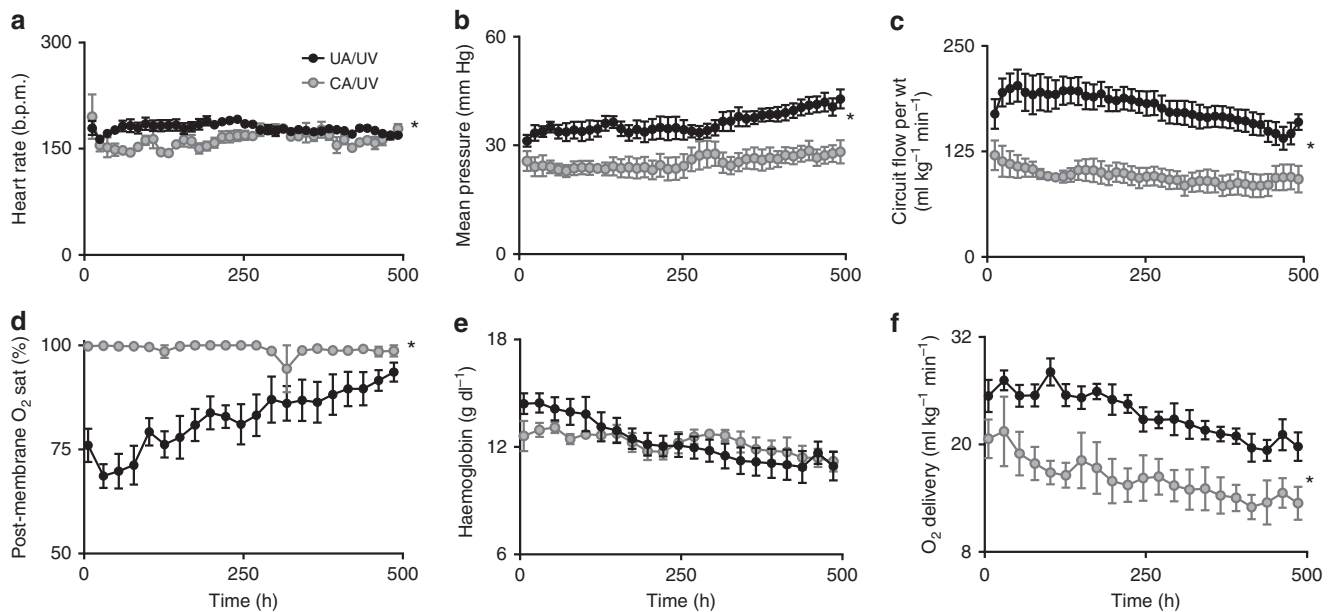 a
300
150
0
Heart rate (b.p.m.)
UA/UV
CA/UV
*
0 250 500
b
60
30
0
Mean pressure (mm Hg)
*
0 250 500
c
250
125
0
Circuit flow per wt
(ml kg⁻¹ min⁻¹)
*
0 250 500
d
100
75
50
Post-membrane O₂ sat (%)
*
0 250 500
Time (h)
e
18
12
6
Haemoglobin (g dl⁻¹)
0 250 500
Time (h)
f
32
20
8
O₂ delivery (ml kg⁻¹ min⁻¹)
*
0 250 500
Time (h)